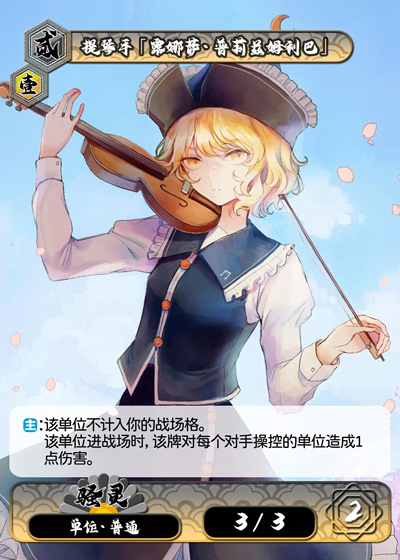 贰
提琴手「露娜萨·普莉兹姆利巴」
壹
主:该单位不计入你的战场格。
该单位进战场时,该牌对每个对手操控的单位造成1
点伤害。
骚灵
单位·普通
3 / 3
2